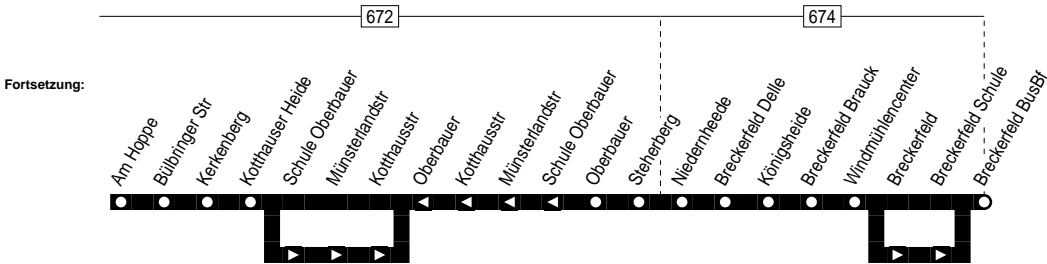 672
674
Fortsetzung:
Am Hoppe
Bülbringer Str
Kerkenberg
Kotthauser Heide
Schule Oberbauer
Münsterlandstr
Kotthausstr
Oberbauer
Kotthausstr
Münsterlandstr
Schule Oberbauer
Oberbauer
Steherberg
Niedernheede
Breckerfeld Delle
Königsheide
Breckerfeld Brauck
Windmühlencenter
Breckerfeld
Breckerfeld Schule
Breckerfeld BusBf